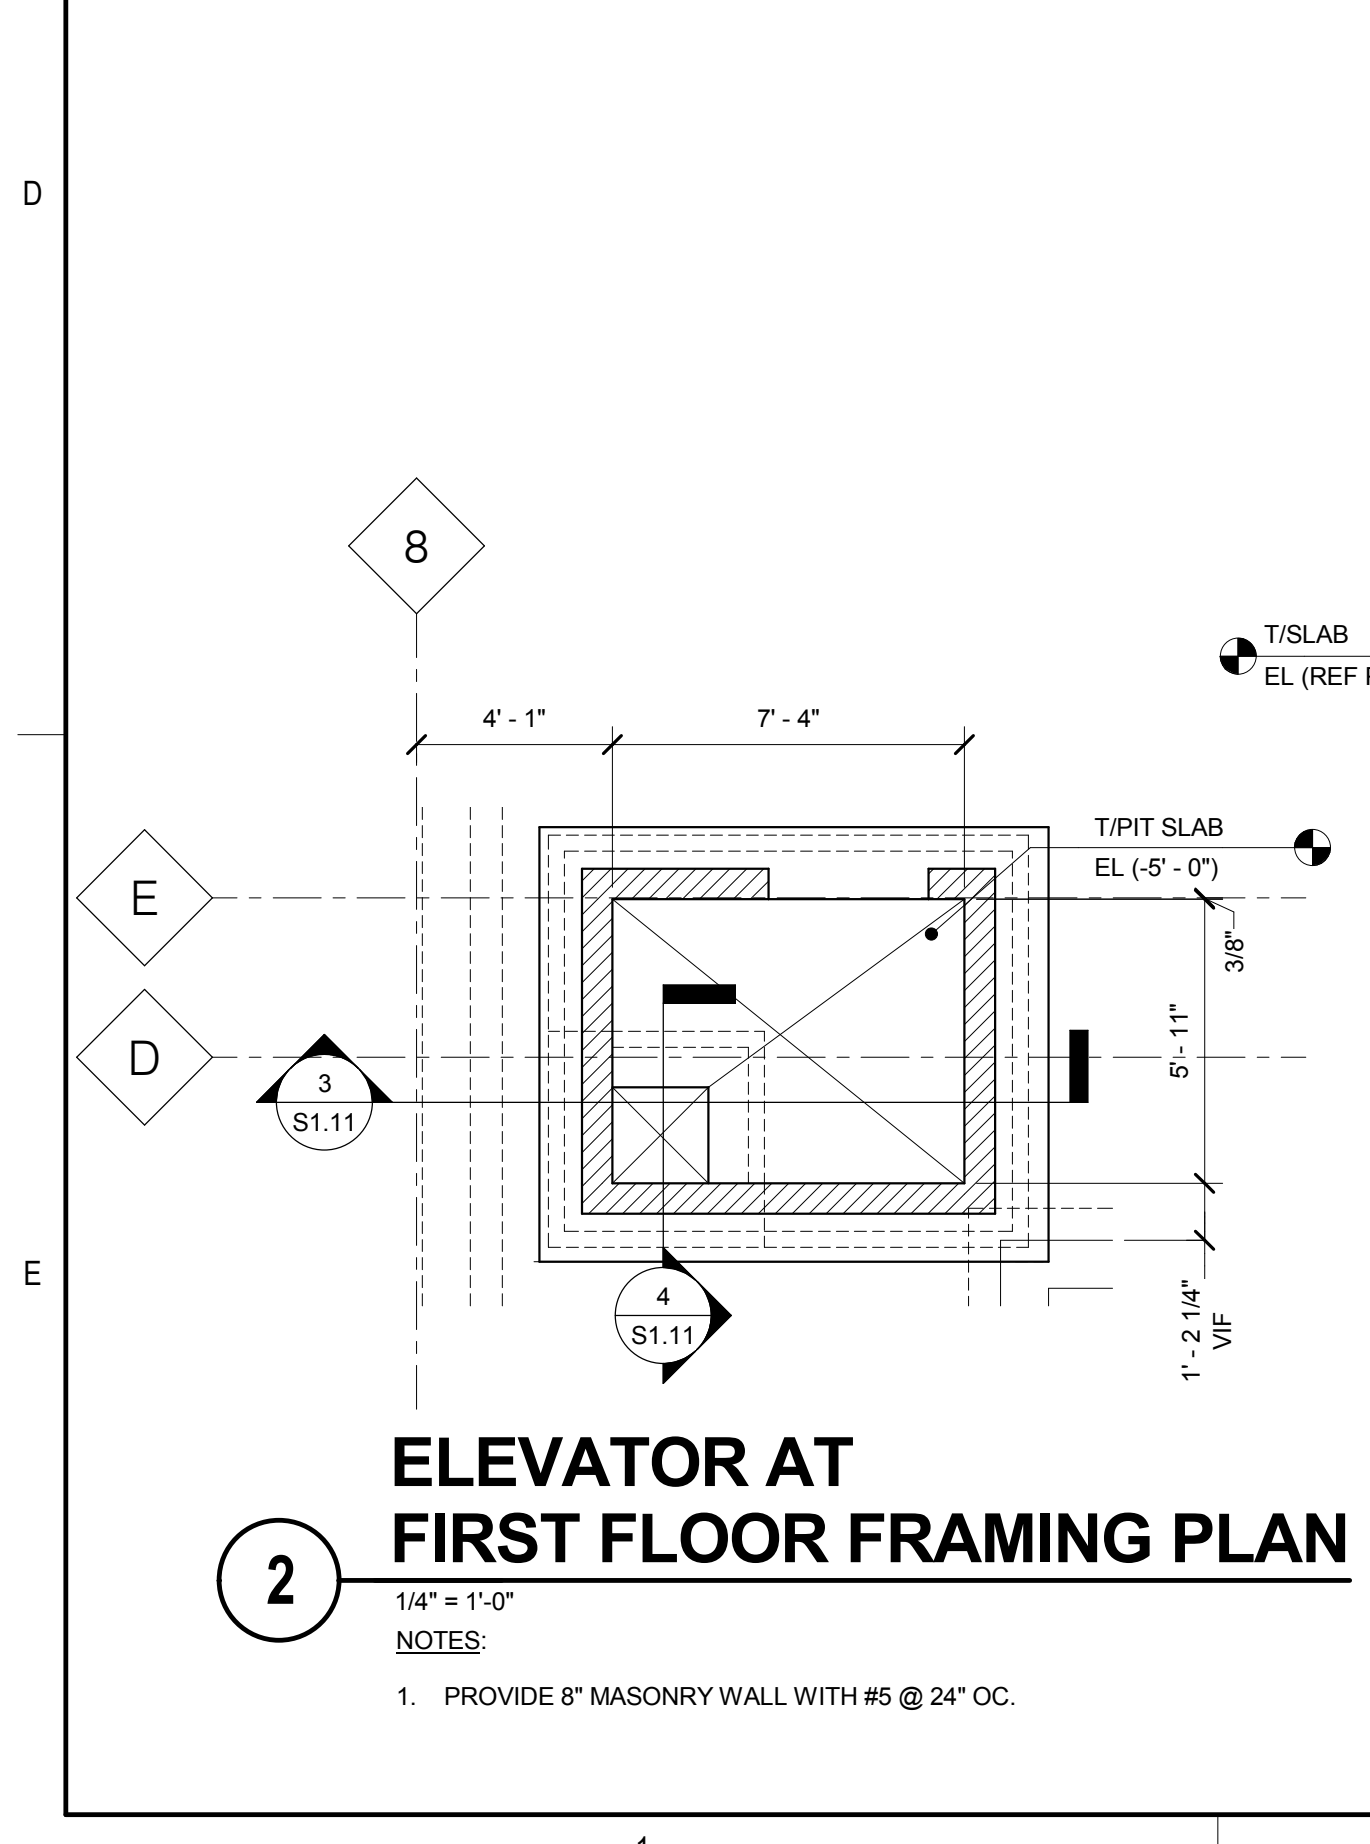 D
8
T/SLAB
EL (REF
4' - 1"
7' - 4"
T/PIT SLAB
EL (-5' - 0")
E
3/8"
D
5' - 11"
3
S1.11
E
4
S1.11
1' - 2 1/4"
VIF
ELEVATOR AT
FIRST FLOOR FRAMING PLAN
2
1/4" = 1'-0"
NOTES:
1. PROVIDE 8" MASONRY WALL WITH #5 @ 24" OC.